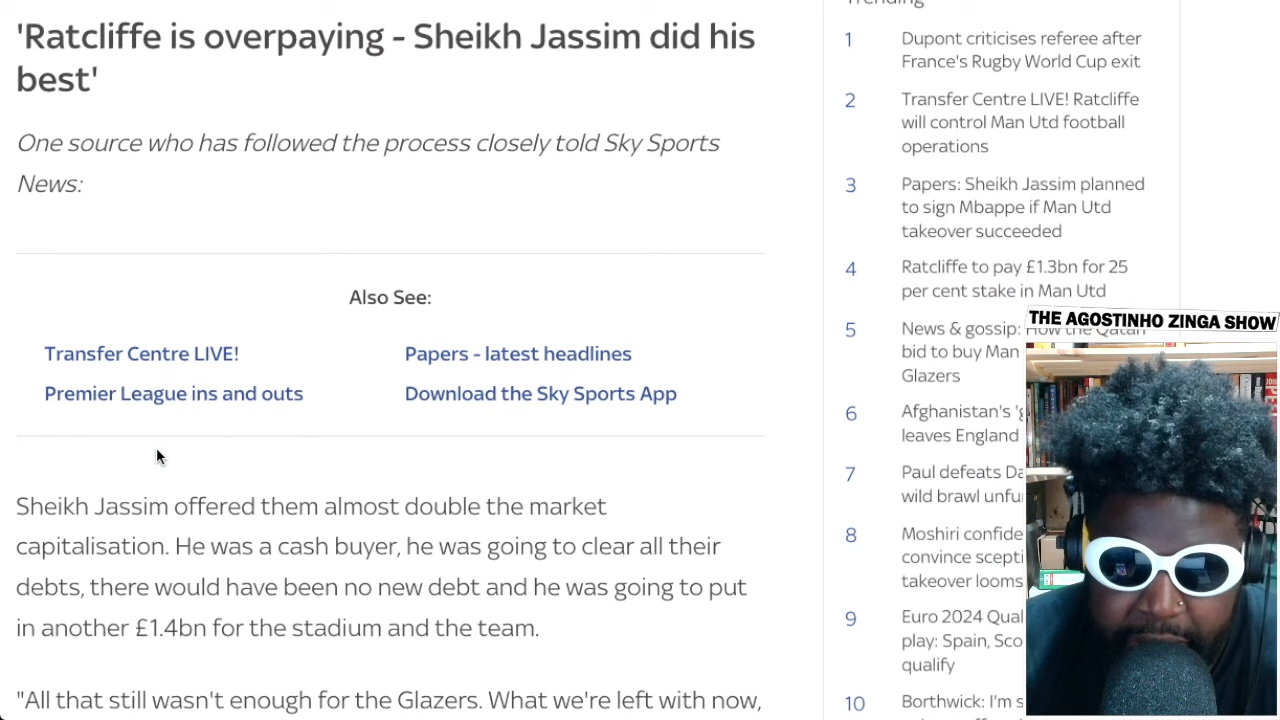 'Ratcliffe is overpaying - Sheikh Jassim did his
best'
One source who has followed the process closely told Sky Sports
News:
Also See:
Transfer Centre LIVE!
Papers - latest headlines
Premier League ins and outs
Download the Sky Sports App
Sheikh Jassim offered them almost double the market
capitalisation. He was a cash buyer, he was going to clear all their
debts, there would have been no new debt and he was going to put
in another £1.4bn for the stadium and the team.
"All that still wasn't enough for the Glazers. What we're left with now,
Trending
1 Dupont criticises referee after
France's Rugby World Cup exit
2 Transfer Centre LIVE! Ratcliffe
will control Man Utd football
operations
3 Papers: Sheikh Jassim planned
to sign Mbappe if Man Utd
takeover succeeded
4 Ratcliffe to pay £1.3bn for 25
per cent stake in Man Utd
5 News & gossip: How the Qatari
bid to buy Man
Glazers
6 Afghanistan's
leaves England
7 Paul defeats
wild brawl
8 Moshiri
convince
takeover looms
9 Euro 2024
play: Spain,
qualify
10 Borthwick: I'm
THE AGOSTINHO ZINGA SHOW